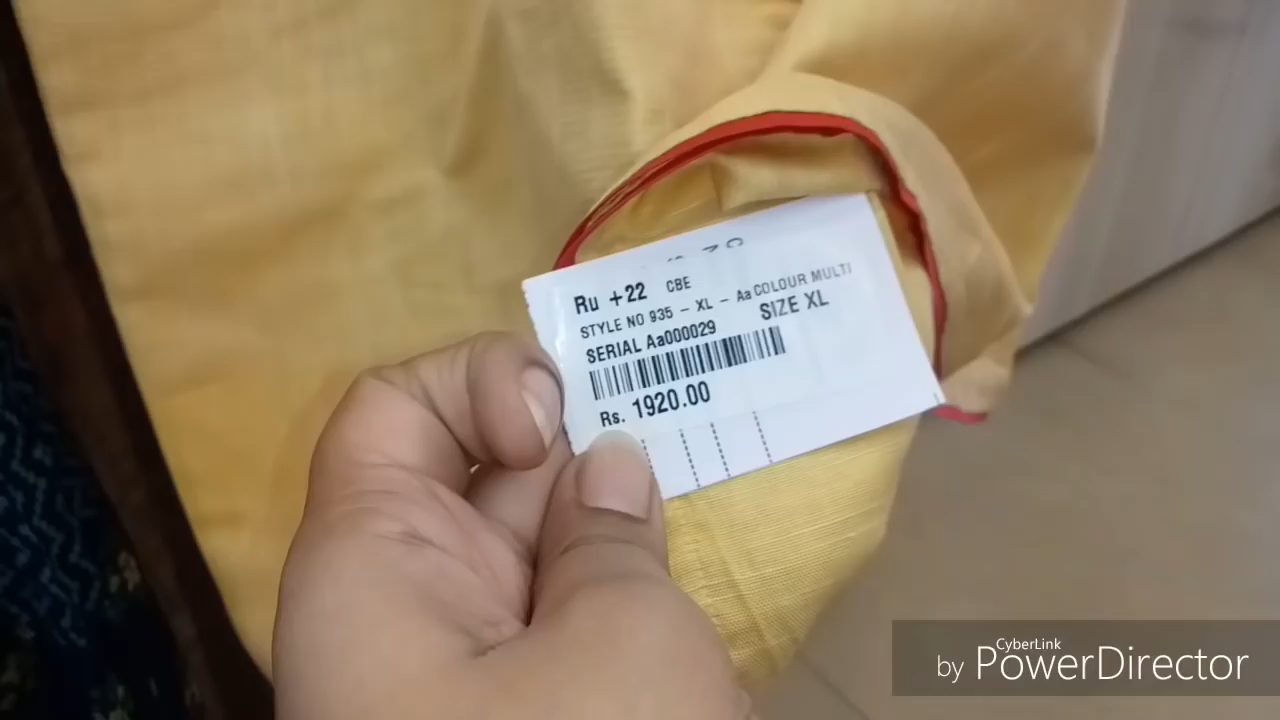 Ru +22 CBE
STYLE NO 935 – XL – Aa COLOUR MULTI
SERIAL Aa000029 SIZE XL
Rs. 1920.00
CyberLink
by PowerDirector